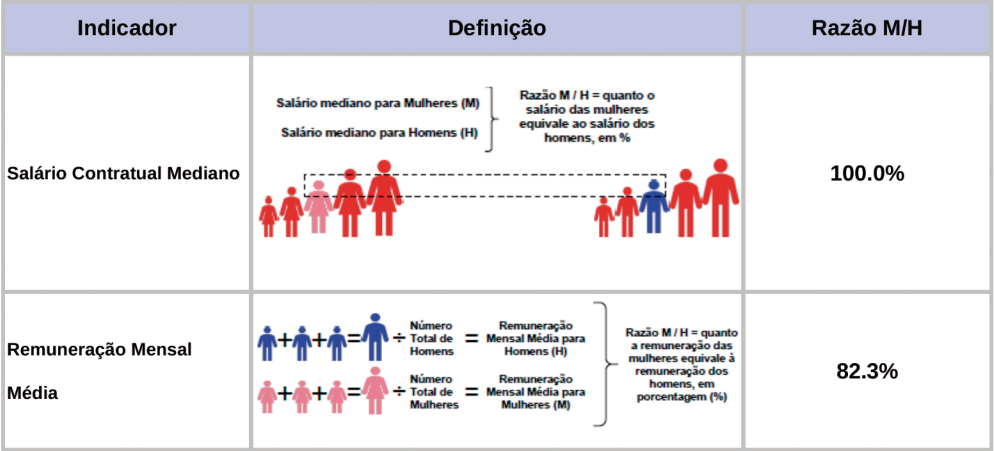 Indicador
Definição
Razão M/H
Salário Contratual Mediano
Salário mediano para Mulheres (M)
Salário mediano para Homens (H)
Razão M / H = quanto o
salário das mulheres
equivale ao salário dos
homens, em %
100.0%
Remuneração Mensal
Média
+ + = ÷
Número
Total de
Homens
=
Remuneração
Mensal Média para
Homens (H)
+ + = ÷
Número
Total de
Mulheres
=
Remuneração
Mensal Média para
Mulheres (M)
Razão M / H = quanto
a remuneração das
mulheres equivale à
remuneração dos
homens, em
porcentagem (%)
82.3%